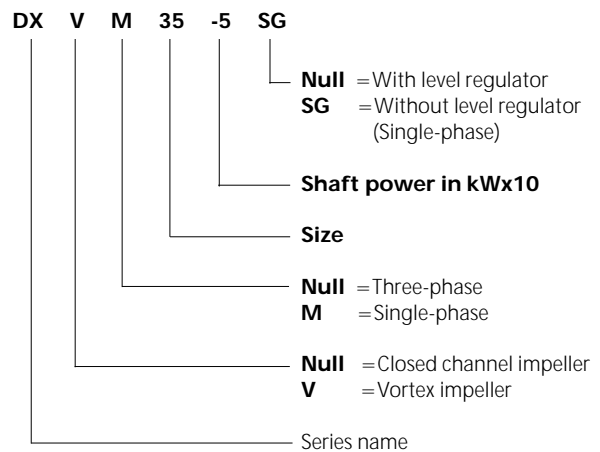 DX V M 35 -5 SG
Null =With level regulator
SG =Without level regulator
(Single-phase)
Shaft power in kWx10
Size
Null =Three-phase
M =Single-phase
Null =Closed channel impeller
V =Vortex impeller
Series name